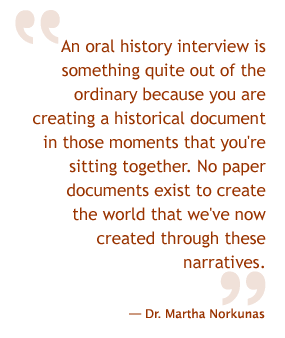 An oral history interview is
something quite out of the
ordinary because you are
creating a historical document
in those moments that you're
sitting together. No paper
documents exist to create
the world that we've now
created through these
narratives.
— Dr. Martha Norkunas